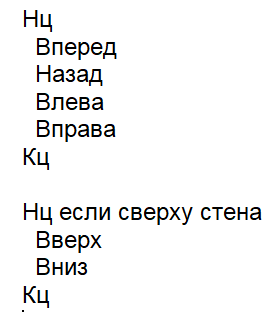 Нц
Вперед
Назад
Влева
Вправа
Кц
Нц если сверху стена
Вверх
Вниз
Кц